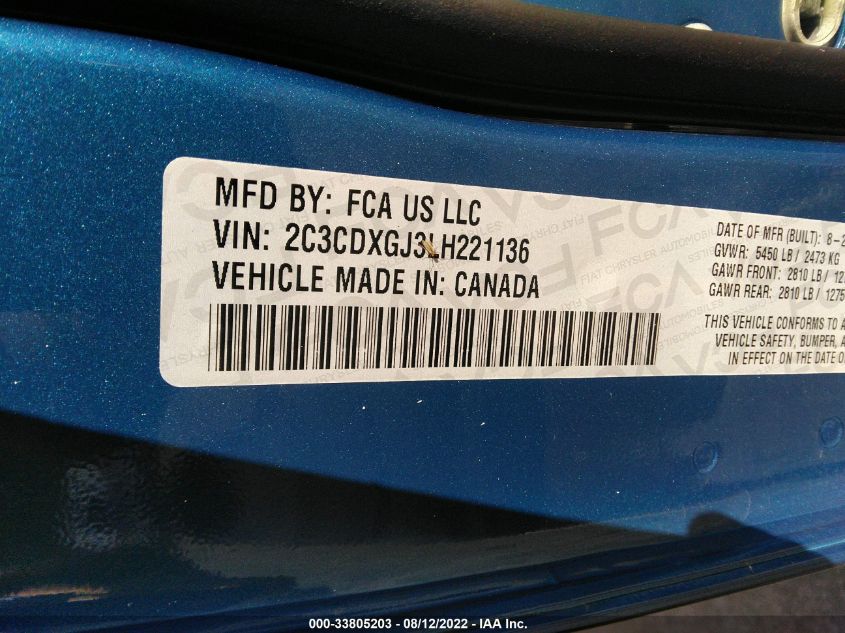 MFD BY: FCA US LLC
VIN: 2C3CDXGJ3LH221136
VEHICLE MADE IN: CANADA
DATE OF MFR (BUILT): 8-2
GVWR: 5450 LB / 2473 KG
GAWR FRONT: 2810 LB / 12
GAWR REAR: 2810 LB / 1275
THIS VEHICLE CONFORMS TO A
VEHICLE SAFETY, BUMPER, A
IN EFFECT ON THE DATE O
000-33805203 - 08/12/2022 - IAA Inc.